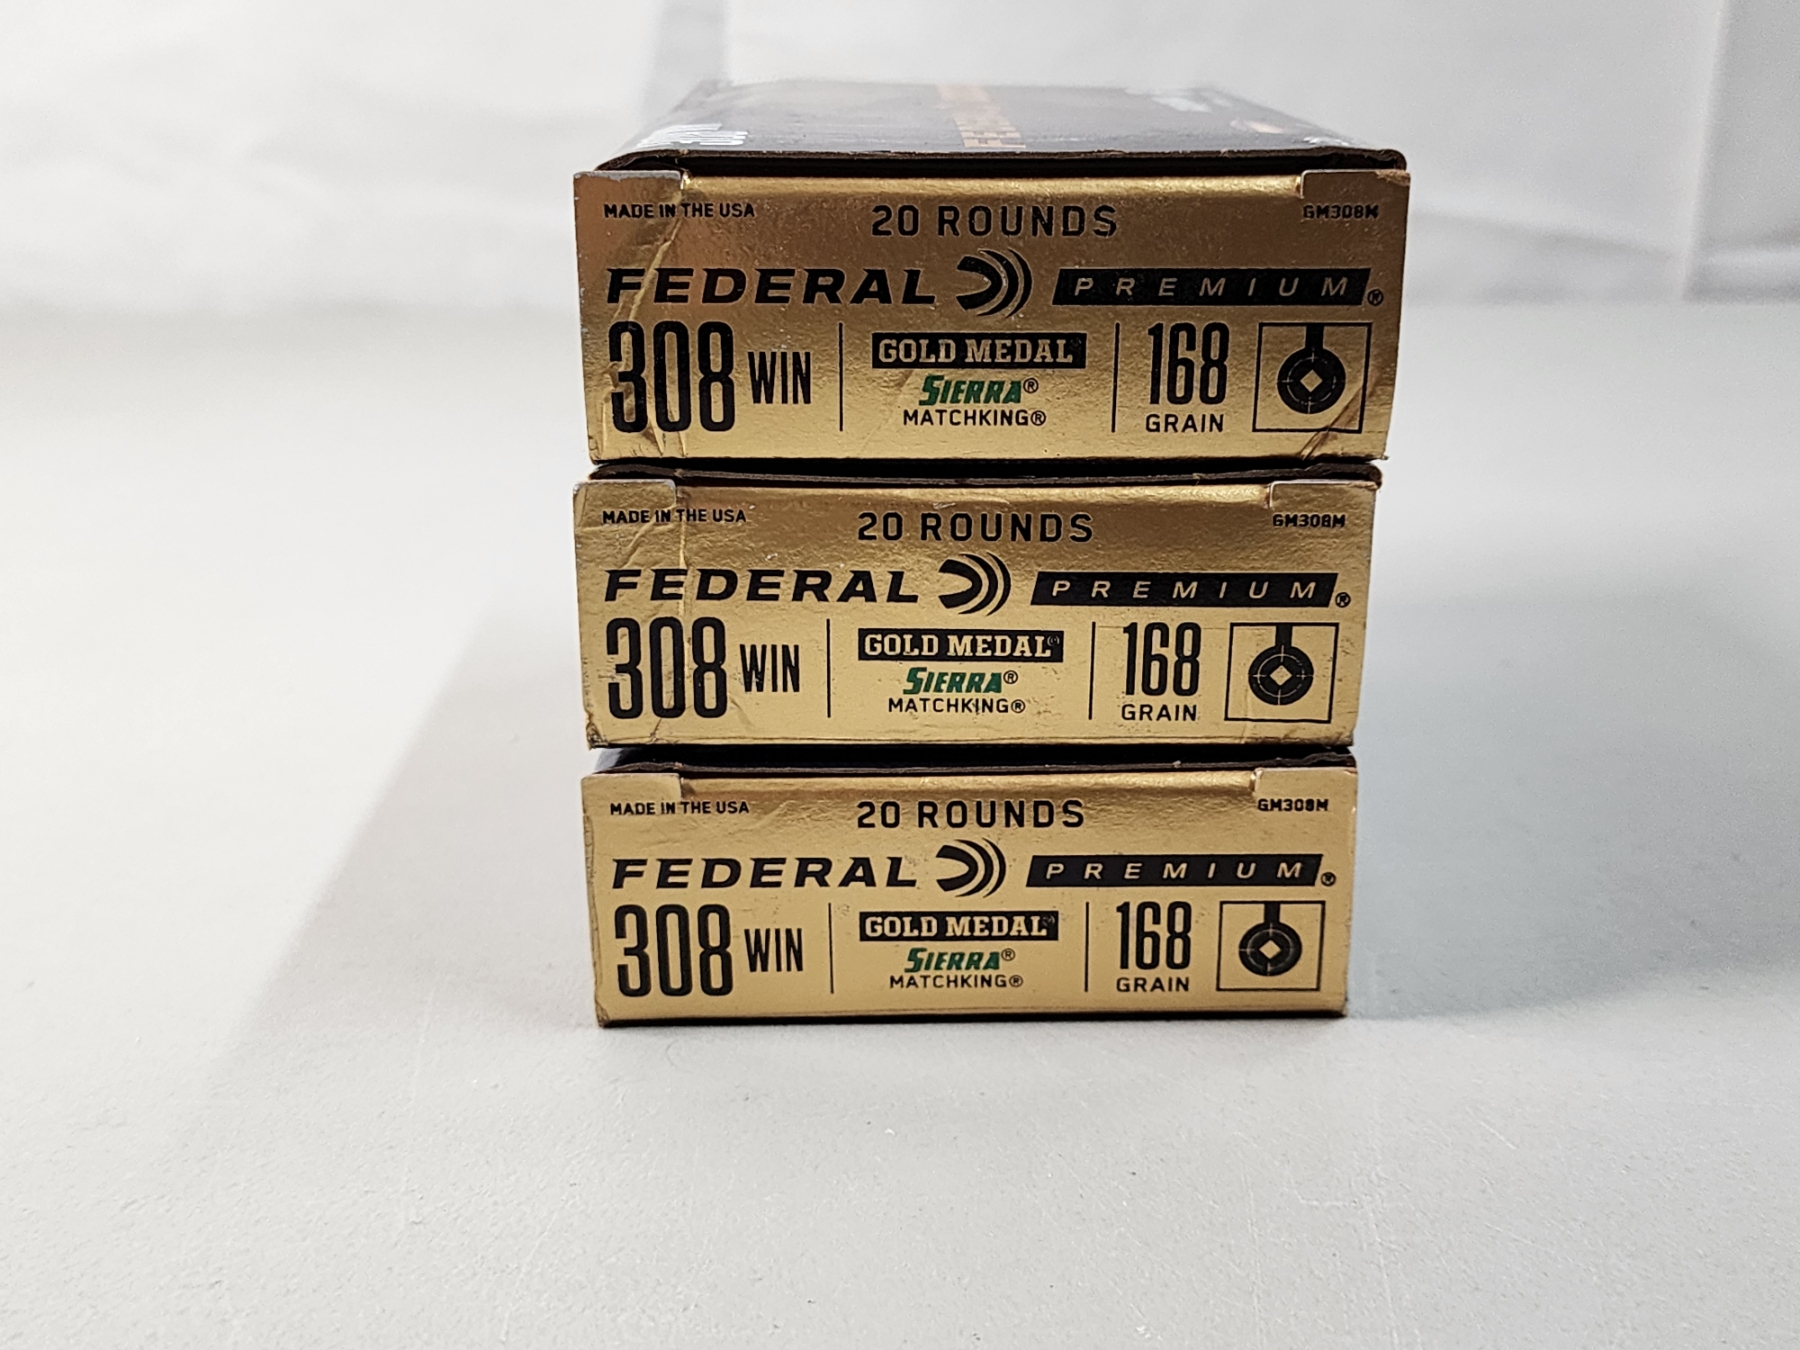 MADE IN THE USA 20 ROUNDS GM308M
FEDERAL PREMIUM®
308 WIN GOLD MEDAL® 168
SIERRA®
MATCHKING® GRAIN
MADE IN THE USA 20 ROUNDS GM308M
FEDERAL PREMIUM®
308 WIN GOLD MEDAL® 168
SIERRA®
MATCHKING® GRAIN
MADE IN THE USA 20 ROUNDS GM308M
FEDERAL PREMIUM®
308 WIN GOLD MEDAL® 168
SIERRA®
MATCHKING® GRAIN